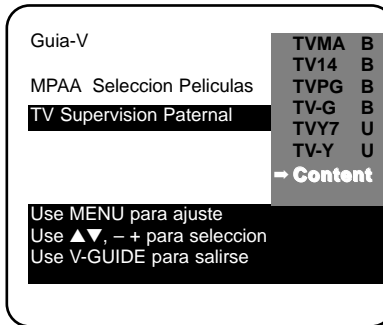 Guia-V
MPAA Seleccion Peliculas
TV Supervision Paternal
TVMA B
TV14 B
TVPG B
TV-G B
TVY7 U
TV-Y U
➡ Content
Use MENU para ajuste
Use ▲▼, – + para seleccion
Use V-GUIDE para salirse